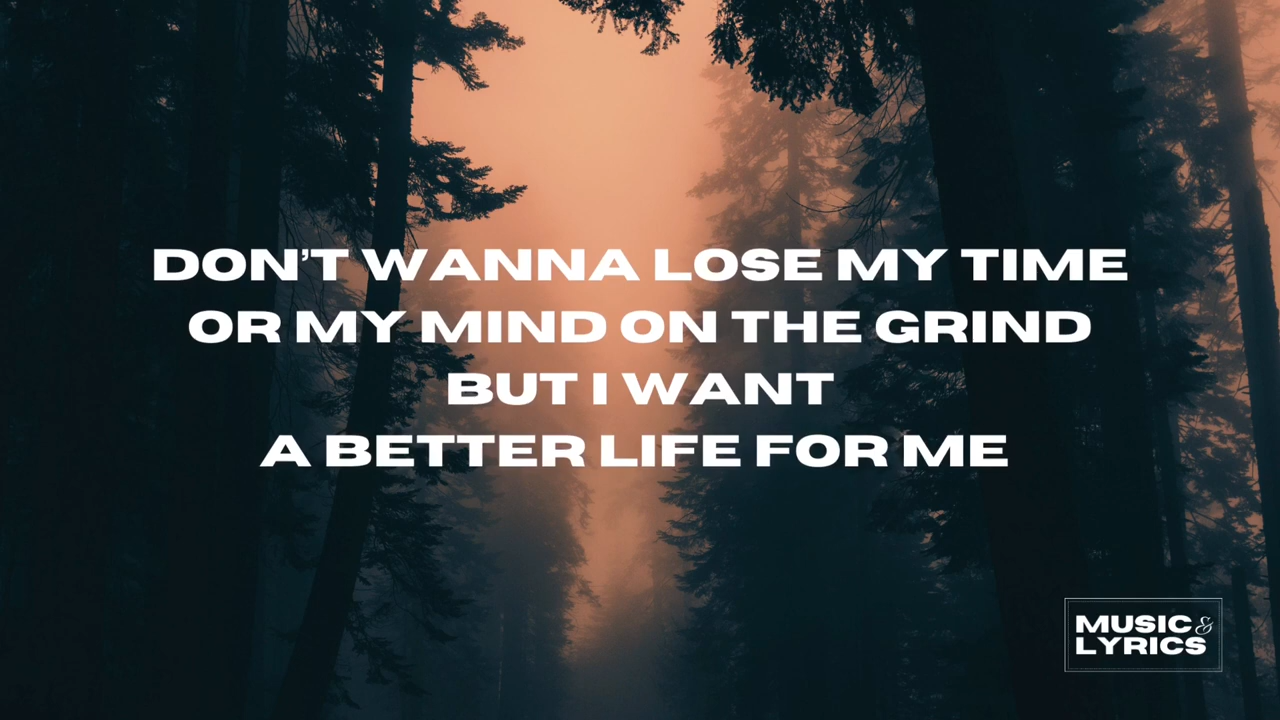 DON'T WANNA LOSE MY TIME
OR MY MIND ON THE GRIND
BUT I WANT
A BETTER LIFE FOR ME
MUSIC &
LYRICS